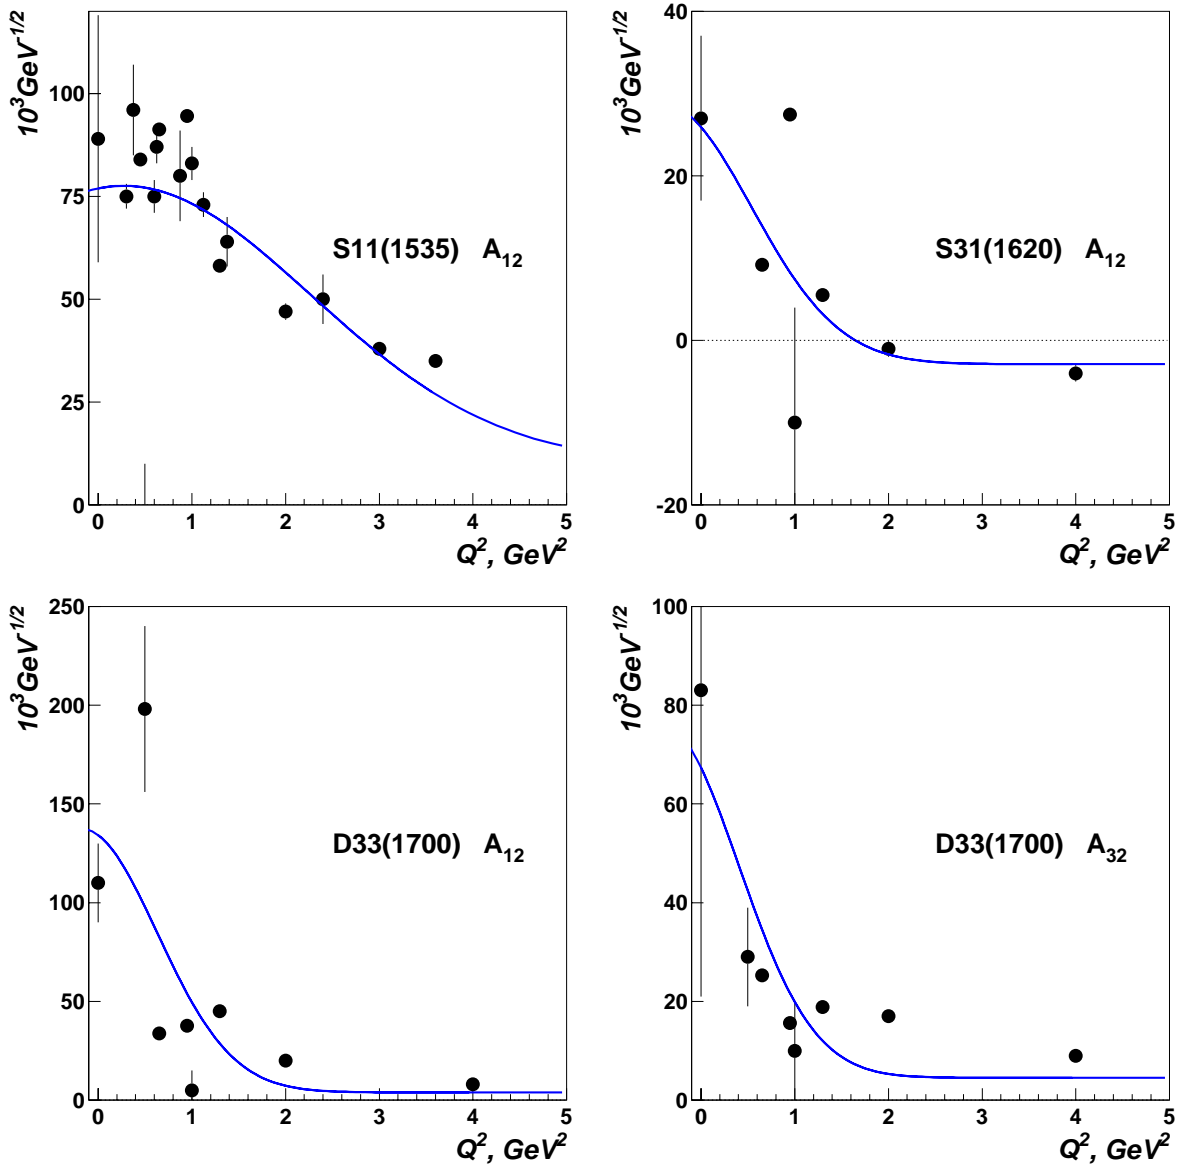 10³GeV⁻¹ᐟ²
100
75
50
25
0
S11(1535) A₁₂
0 1 2 3 4 5
Q², GeV²
10³GeV⁻¹ᐟ²
40
20
0
-20
S31(1620) A₁₂
0 1 2 3 4 5
Q², GeV²
10³GeV⁻¹ᐟ²
250
200
150
100
50
0
D33(1700) A₁₂
0 1 2 3 4 5
Q², GeV²
10³GeV⁻¹ᐟ²
100
80
60
40
20
0
D33(1700) A₃₂
0 1 2 3 4 5
Q², GeV²